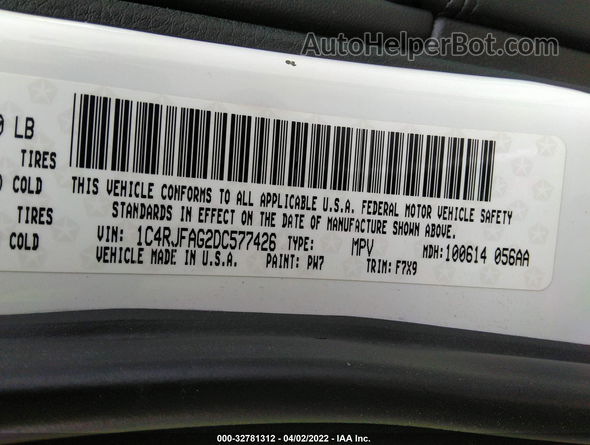 AutoHelperBot.com
LB
TIRES
COLD
TIRES
THIS VEHICLE CONFORMS TO ALL APPLICABLE U.S.A. FEDERAL MOTOR VEHICLE SAFETY
STANDARDS IN EFFECT ON THE DATE OF MANUFACTURE SHOWN ABOVE.
VIN: 1C4RJFAG2DC577426 TYPE: MPV MDH:100614 056AA
VEHICLE MADE IN U.S.A. PAINT: PW7 TRIM: F7X9
000-32781312 - 04/02/2022 - IAA Inc.